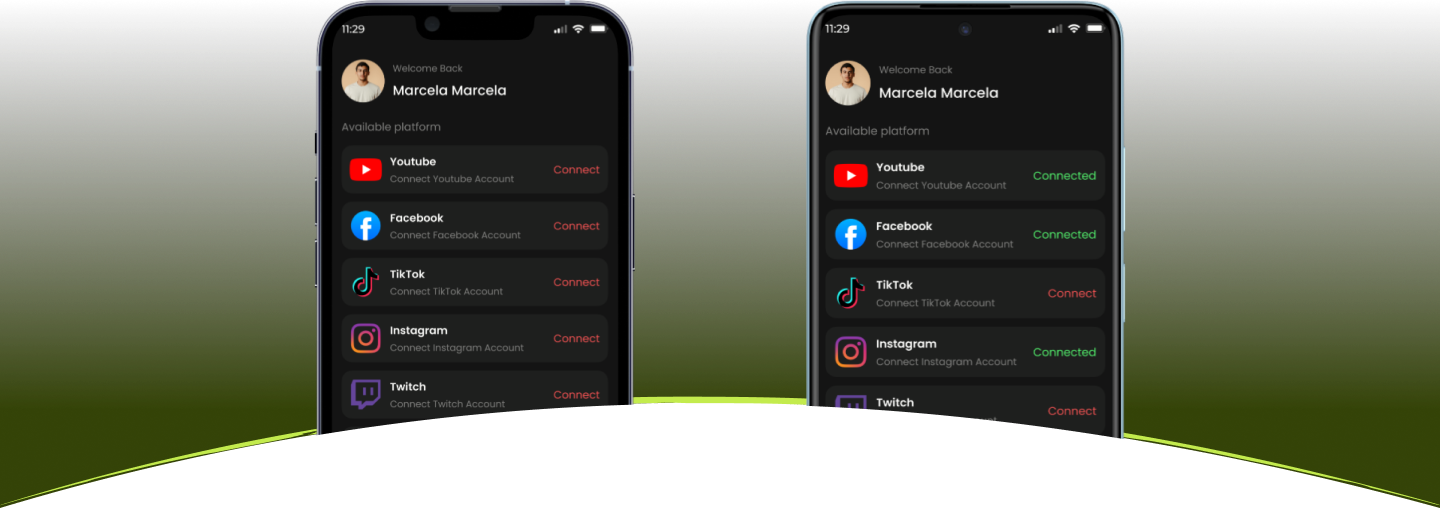 11:29
Welcome Back
Marcela Marcela
Available platform
Youtube
Connect Youtube Account
Connect
Facebook
Connect Facebook Account
Connect
TikTok
Connect TikTok Account
Connect
Instagram
Connect Instagram Account
Connect
Twitch
Connect Twitch Account
Connect
11:29
Welcome Back
Marcela Marcela
Available platform
Youtube
Connect Youtube Account
Connected
Facebook
Connect Facebook Account
Connected
TikTok
Connect TikTok Account
Connect
Instagram
Connect Instagram Account
Connected
Twitch
Connect